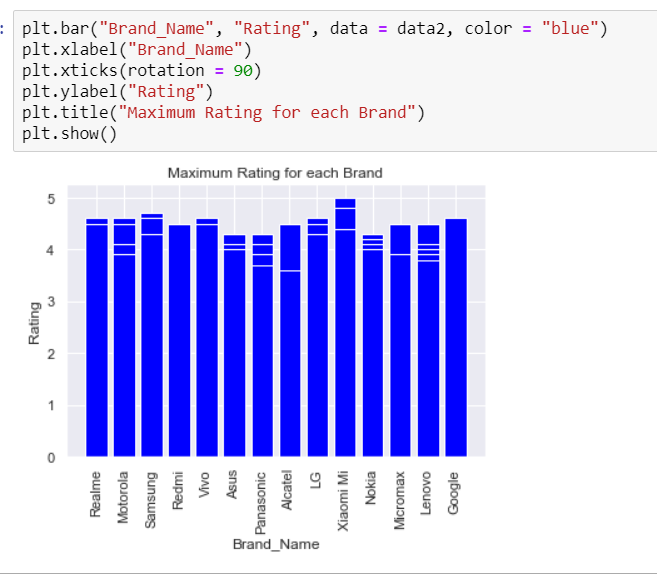 :
plt.bar("Brand_Name", "Rating", data = data2, color = "blue")
plt.xlabel("Brand_Name")
plt.xticks(rotation = 90)
plt.ylabel("Rating")
plt.title("Maximum Rating for each Brand")
plt.show()
Maximum Rating for each Brand
5
4
3
2
1
0
Rating
Realme
Motorola
Samsung
Redmi
Vivo
Asus
Panasonic
Alcatel
LG
Xiaomi Mi
Nokia
Micromax
Lenovo
Google
Brand_Name